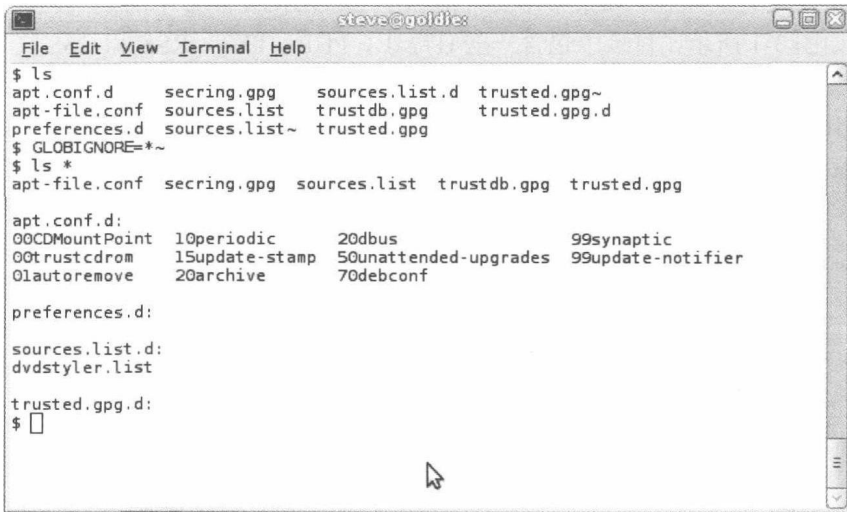 steve@goldie:
File Edit View Terminal Help
$ ls
apt.conf.d secring.gpg sources.list.d trusted.gpg~
apt-file.conf sources.list trustdb.gpg trusted.gpg.d
preferences.d sources.list~ trusted.gpg
$ GLOBIGNORE=*~
$ ls *
apt-file.conf secring.gpg sources.list trustdb.gpg trusted.gpg
apt.conf.d:
00CDMountPoint 10periodic 20dbus 99synaptic
00trustcdrom 15update-stamp 50unattended-upgrades 99update-notifier
01autoremove 20archive 70debconf
preferences.d:
sources.list.d:
dvdstyler.list
trusted.gpg.d:
$